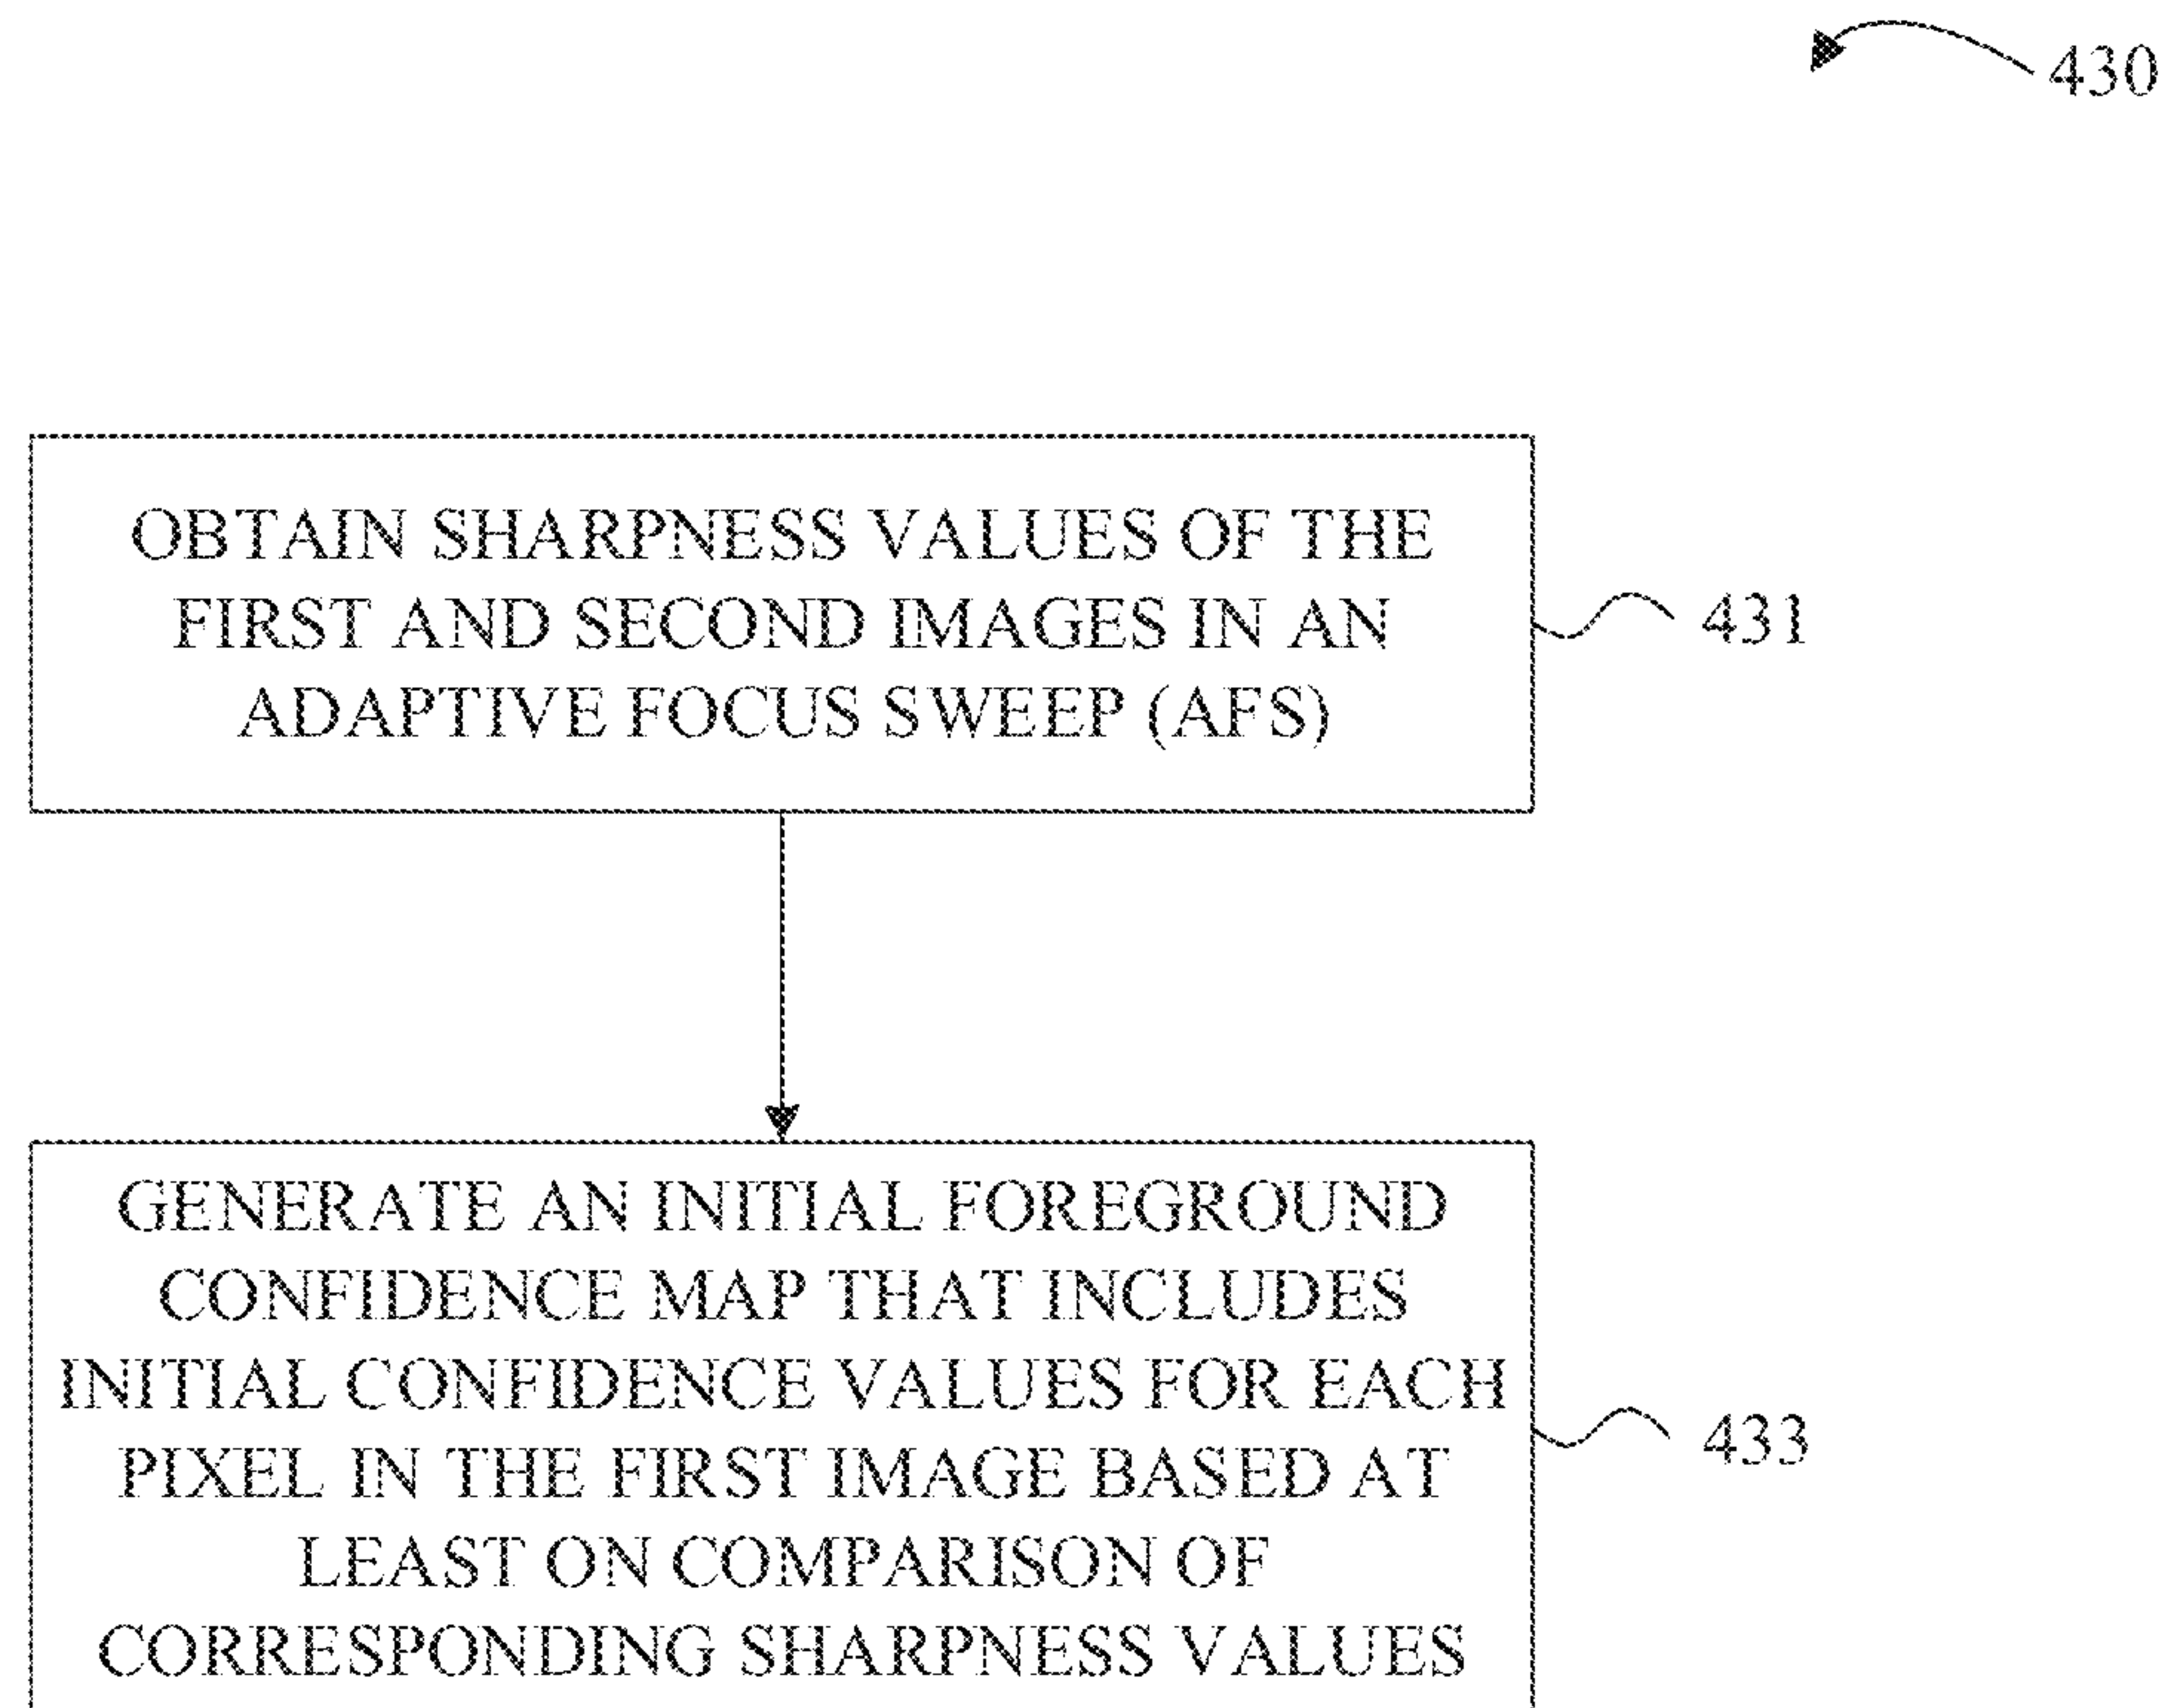 430
OBTAIN SHARPNESS VALUES OF THE
FIRST AND SECOND IMAGES IN AN
ADAPTIVE FOCUS SWEEP (AFS)
431
GENERATE AN INITIAL FOREGROUND
CONFIDENCE MAP THAT INCLUDES
INITIAL CONFIDENCE VALUES FOR EACH
PIXEL IN THE FIRST IMAGE BASED AT
LEAST ON COMPARISON OF
CORRESPONDING SHARPNESS VALUES
433